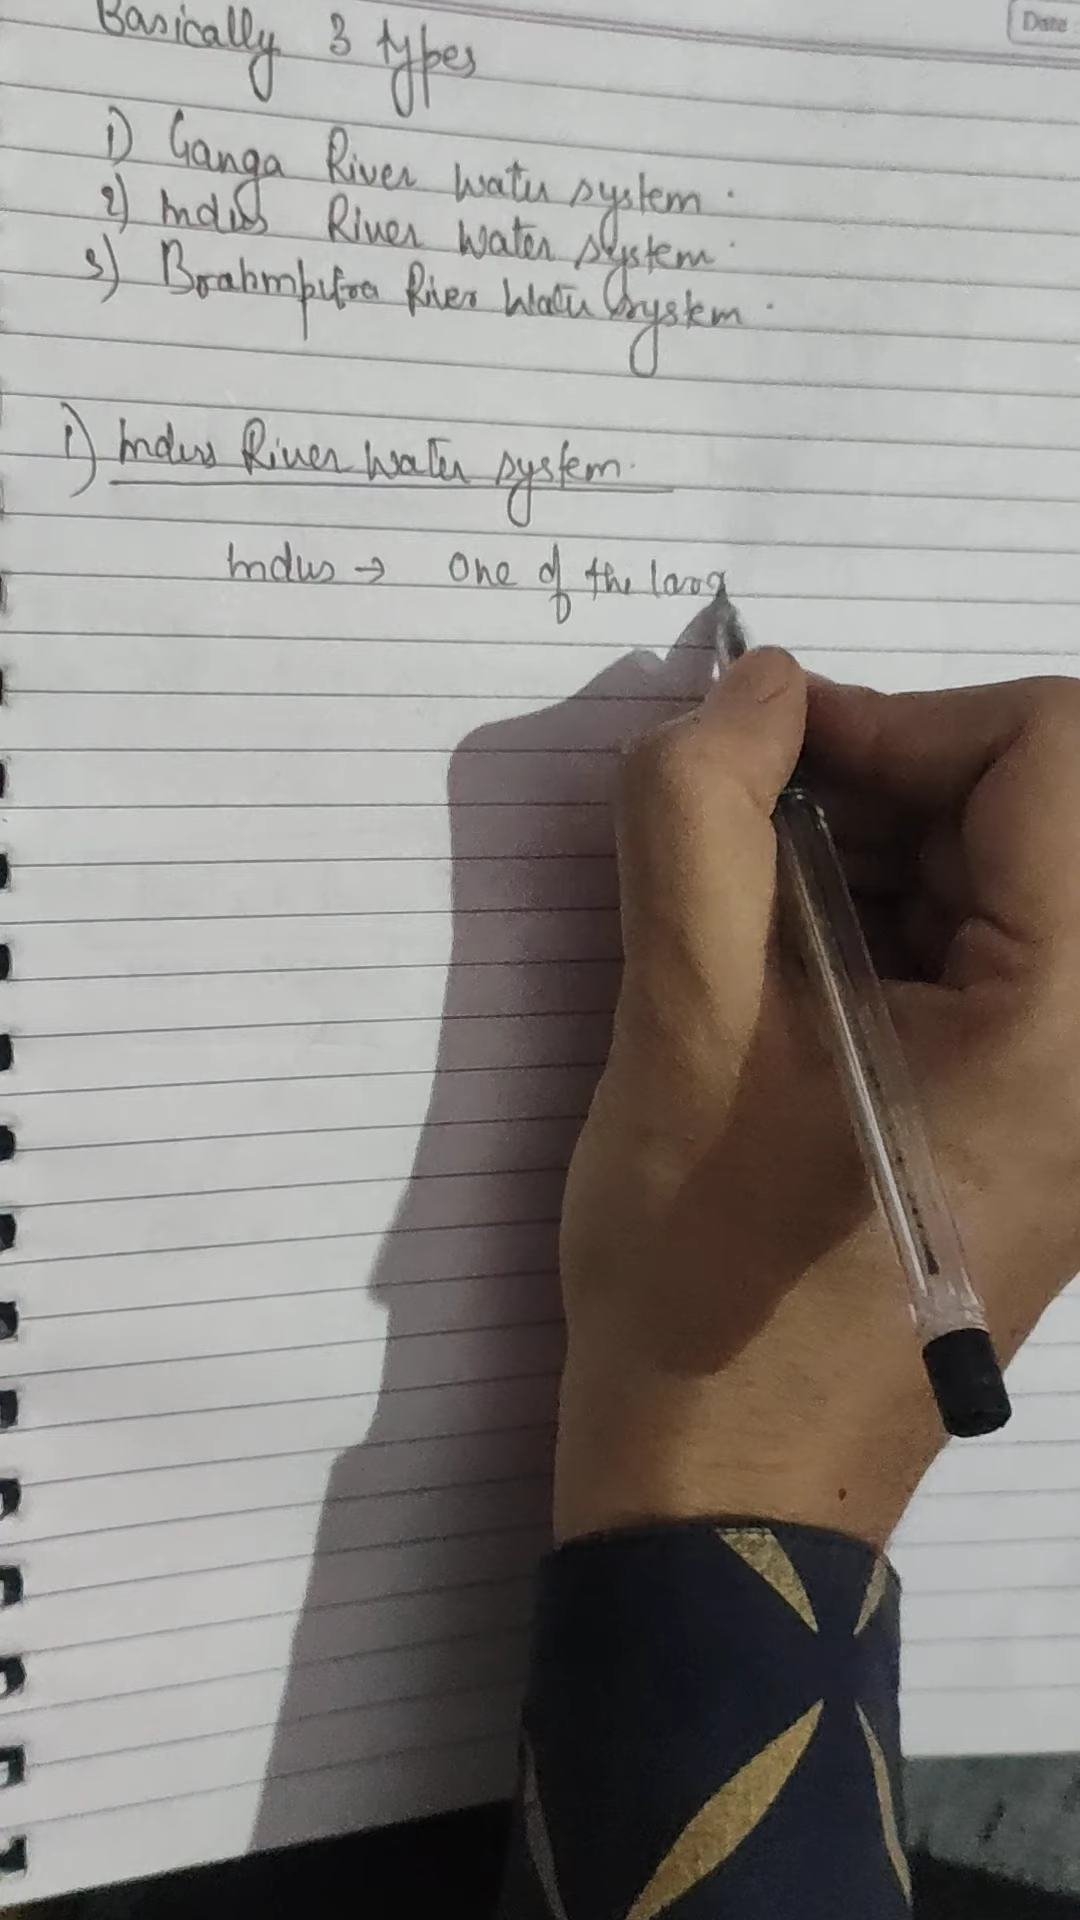 Date
Basically 3 types
1) Ganga River Water system.
2) Indus River Water system.
3) Brahmputra River Water System.
1) Indus River Water system.
Indus → One of the larg